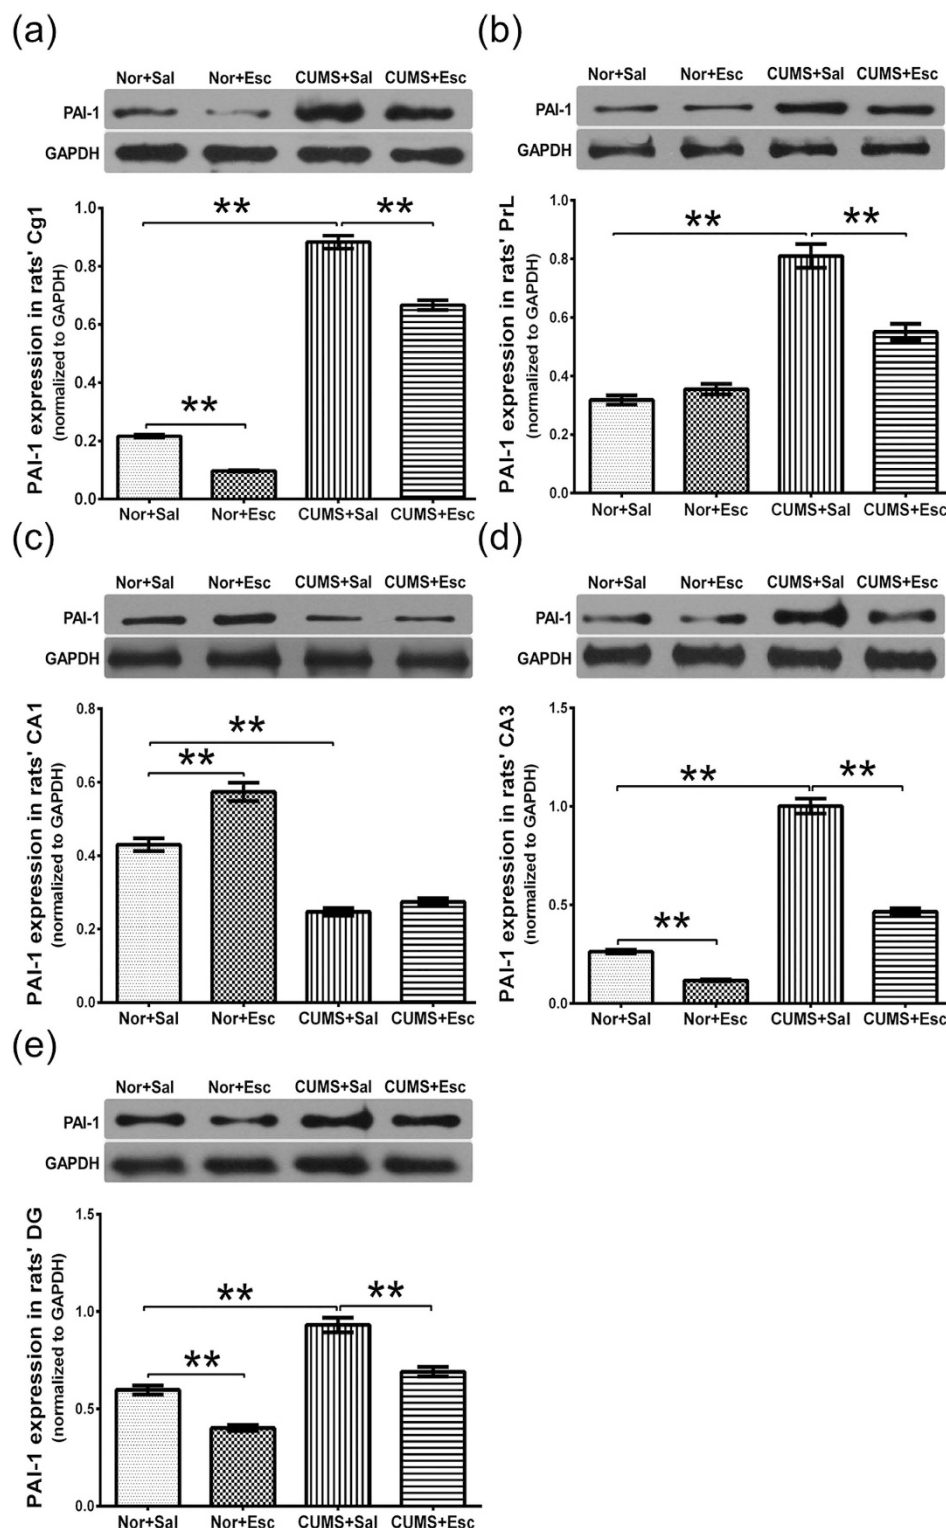 (a)
Nor+Sal Nor+Esc CUMS+Sal CUMS+Esc
PAI-1
GAPDH
PAI-1 expression in rats' Cg1
(normalized to GAPDH)
1.0
0.8
0.6
0.4
0.2
0.0
** **
**
Nor+Sal Nor+Esc CUMS+Sal CUMS+Esc
(b)
Nor+Sal Nor+Esc CUMS+Sal CUMS+Esc
PAI-1
GAPDH
PAI-1 expression in rats' PrL
(normalized to GAPDH)
1.0
0.8
0.6
0.4
0.2
0.0
** **
Nor+Sal Nor+Esc CUMS+Sal CUMS+Esc
(c)
Nor+Sal Nor+Esc CUMS+Sal CUMS+Esc
PAI-1
GAPDH
PAI-1 expression in rats' CA1
(normalized to GAPDH)
0.8
0.6
0.4
0.2
0.0
**
**
Nor+Sal Nor+Esc CUMS+Sal CUMS+Esc
(d)
Nor+Sal Nor+Esc CUMS+Sal CUMS+Esc
PAI-1
GAPDH
PAI-1 expression in rats' CA3
(normalized to GAPDH)
1.5
1.0
0.5
0.0
** **
**
Nor+Sal Nor+Esc CUMS+Sal CUMS+Esc
(e)
Nor+Sal Nor+Esc CUMS+Sal CUMS+Esc
PAI-1
GAPDH
PAI-1 expression in rats' DG
(normalized to GAPDH)
1.5
1.0
0.5
0.0
** **
**
Nor+Sal Nor+Esc CUMS+Sal CUMS+Esc